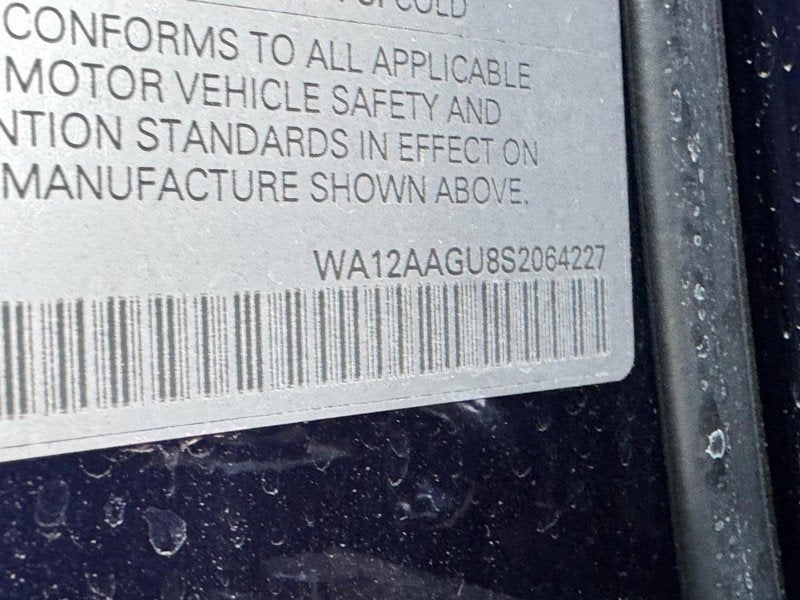 CONFORMS TO ALL APPLICABLE
MOTOR VEHICLE SAFETY AND
NTION STANDARDS IN EFFECT ON
MANUFACTURE SHOWN ABOVE.
WA12AAGU8S2064227